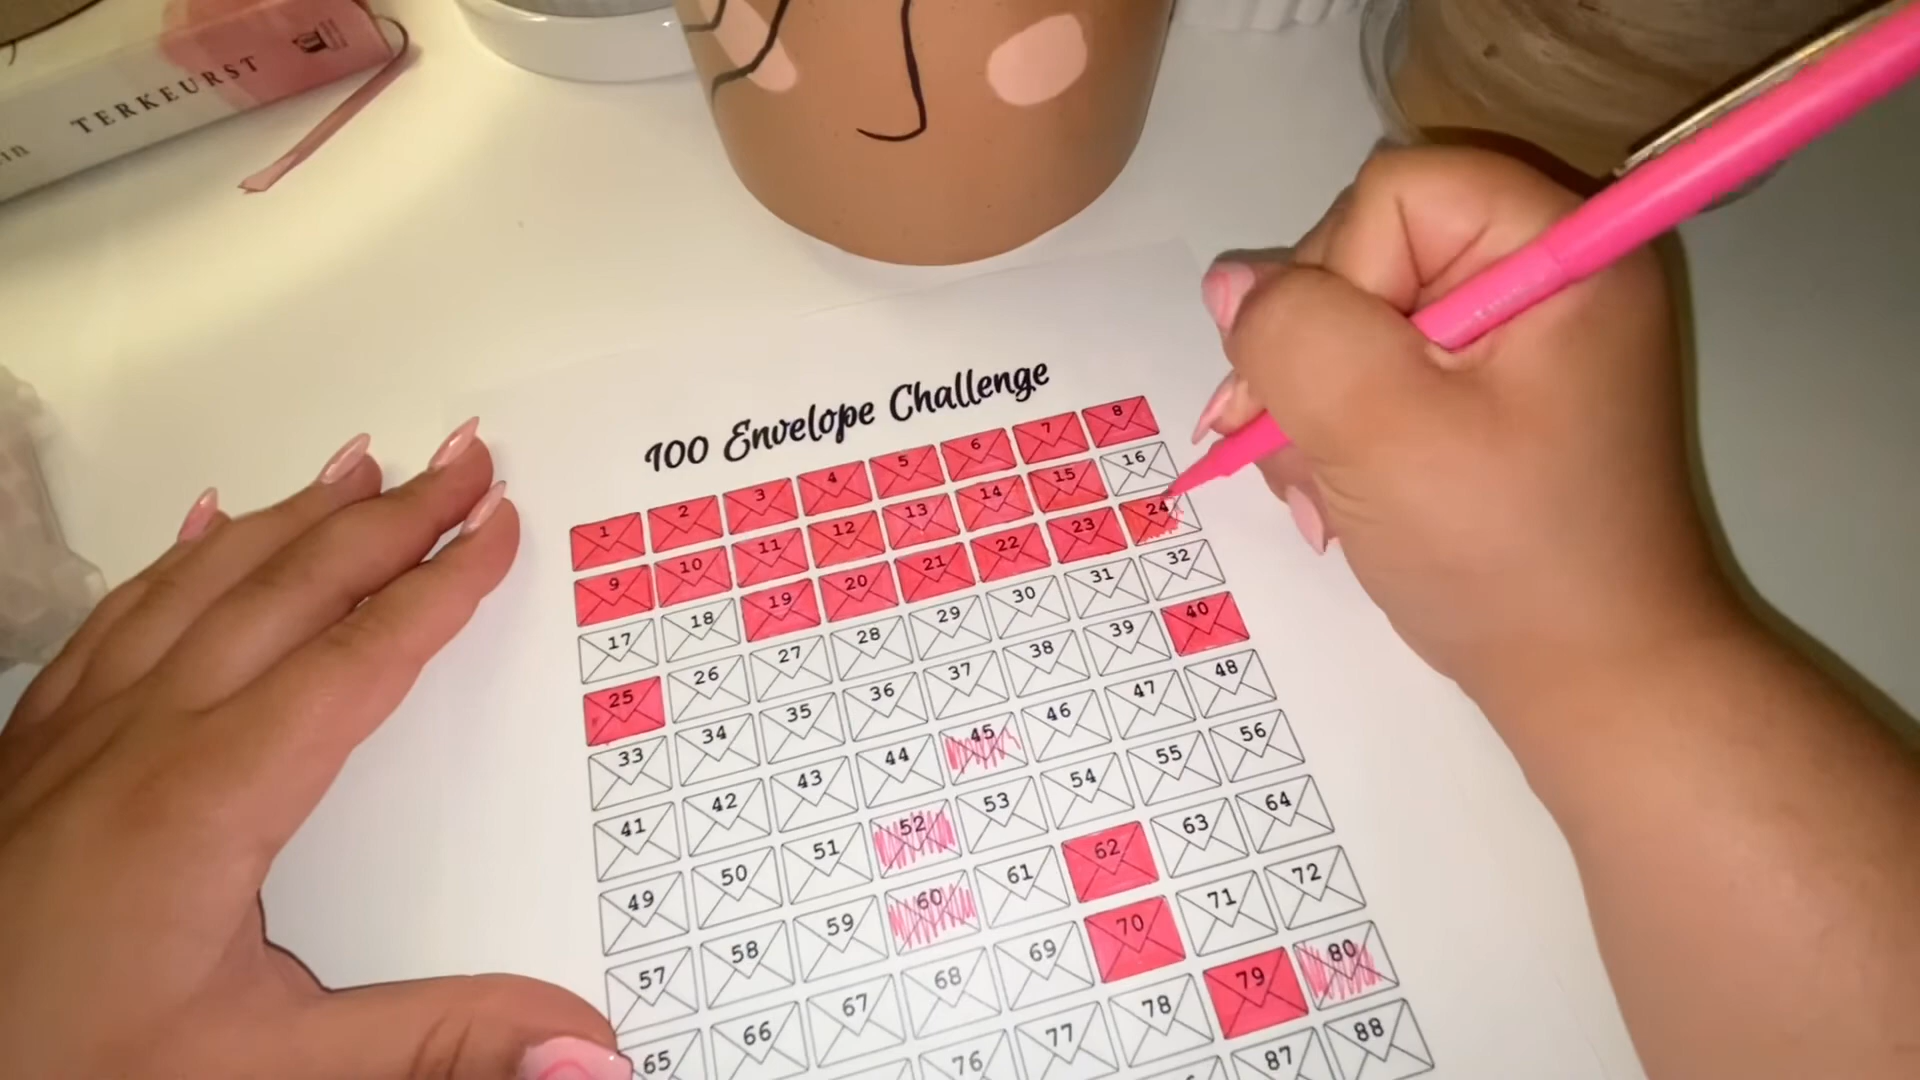 in TERKEURST
100 Envelope Challenge
1 2 3 4 5 6 7 8
9 10 11 12 13 14 15 16
17 18 19 20 21 22 23 24
25 26 27 28 29 30 31 32
33 34 35 36 37 38 39 40
41 42 43 44 45 46 47 48
49 50 51 52 53 54 55 56
57 58 59 60 61 62 63 64
65 66 67 68 69 70 71 72
76 77 78 79 80
87 88